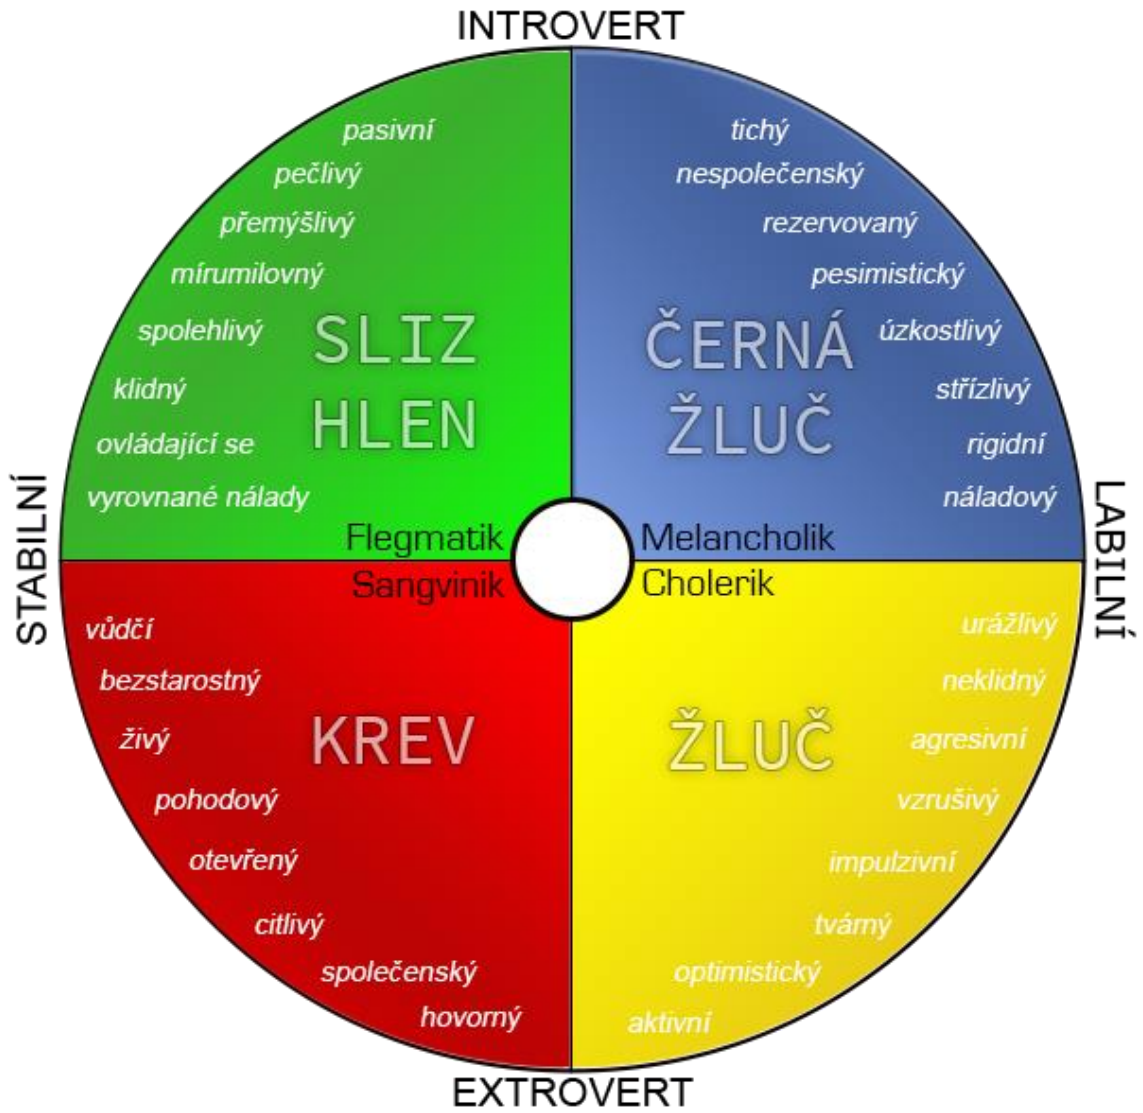 INTROVERT
pasivní
pečlivý
přemýšlivý
mírumilovný
spolehlivý
klidný
ovládající se
vyrovnané nálady
SLIZ
HLEN
Flegmatik
tichý
nespolečenský
rezervovaný
pesimistický
úzkostlivý
střízlivý
rigidní
náladový
ČERNÁ
ŽLUČ
Melancholik
STABILNÍ
LABILNÍ
Sangvinik
vůdčí
bezstarostný
živý
pohodový
otevřený
citlivý
společenský
hovorný
KREV
Cholerik
urážlivý
neklidný
agresivní
vzrušivý
impulzivní
tvárný
optimistický
aktivní
ŽLUČ
EXTROVERT